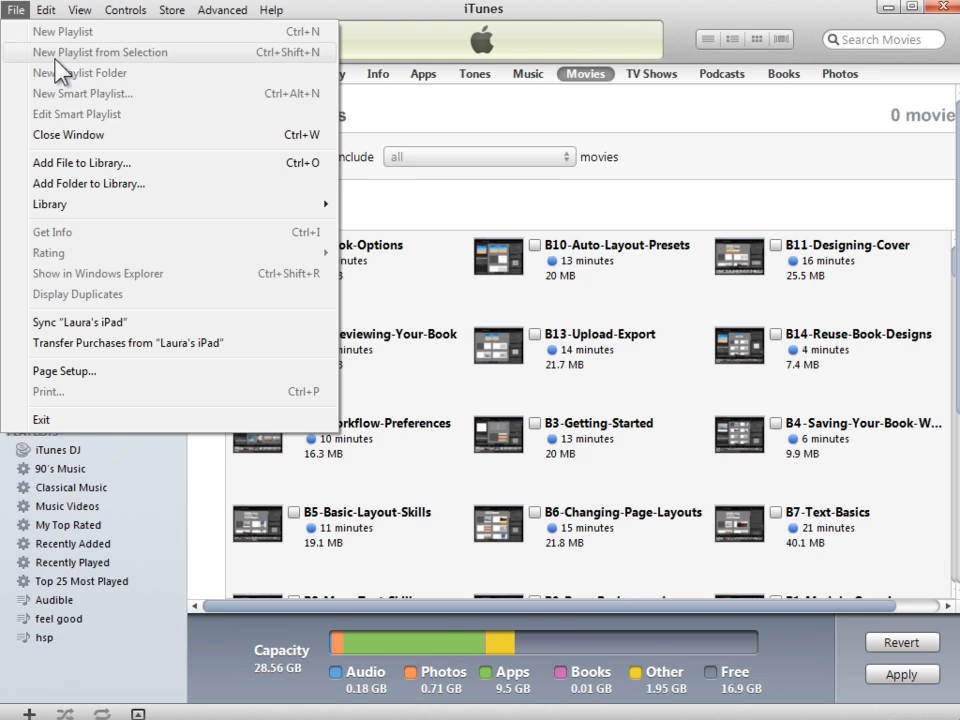 File Edit View Controls Store Advanced Help
iTunes
Search Movies
New Playlist Ctrl+N
New Playlist from Selection Ctrl+Shift+N
New Playlist Folder
New Smart Playlist... Ctrl+Alt+N
Edit Smart Playlist
Close Window Ctrl+W
Add File to Library... Ctrl+O
Add Folder to Library...
Library
Get Info Ctrl+I
Rating
Show in Windows Explorer Ctrl+Shift+R
Display Duplicates
Sync “Laura's iPad”
Transfer Purchases from “Laura's iPad”
Page Setup...
Print... Ctrl+P
Exit
y Info Apps Tones Music Movies TV Shows Podcasts Books Photos
s 0 movie
nclude all movies
ok-Options
nutes
B10-Auto-Layout-Presets
13 minutes
20 MB
B11-Designing-Cover
16 minutes
25.5 MB
eviewing-Your-Book
inutes
B13-Upload-Export
14 minutes
21.7 MB
B14-Reuse-Book-Designs
4 minutes
7.4 MB
orkflow-Preferences
10 minutes
16.3 MB
B3-Getting-Started
13 minutes
20 MB
B4-Saving-Your-Book-W...
6 minutes
9.9 MB
B5-Basic-Layout-Skills
11 minutes
19.1 MB
B6-Changing-Page-Layouts
15 minutes
21.8 MB
B7-Text-Basics
21 minutes
40.1 MB
iTunes DJ
90's Music
Classical Music
Music Videos
My Top Rated
Recently Added
Recently Played
Top 25 Most Played
Audible
feel good
hsp
Capacity
28.56 GB
Audio
0.18 GB
Photos
0.71 GB
Apps
9.5 GB
Books
0.01 GB
Other
1.95 GB
Free
16.9 GB
Revert
Apply